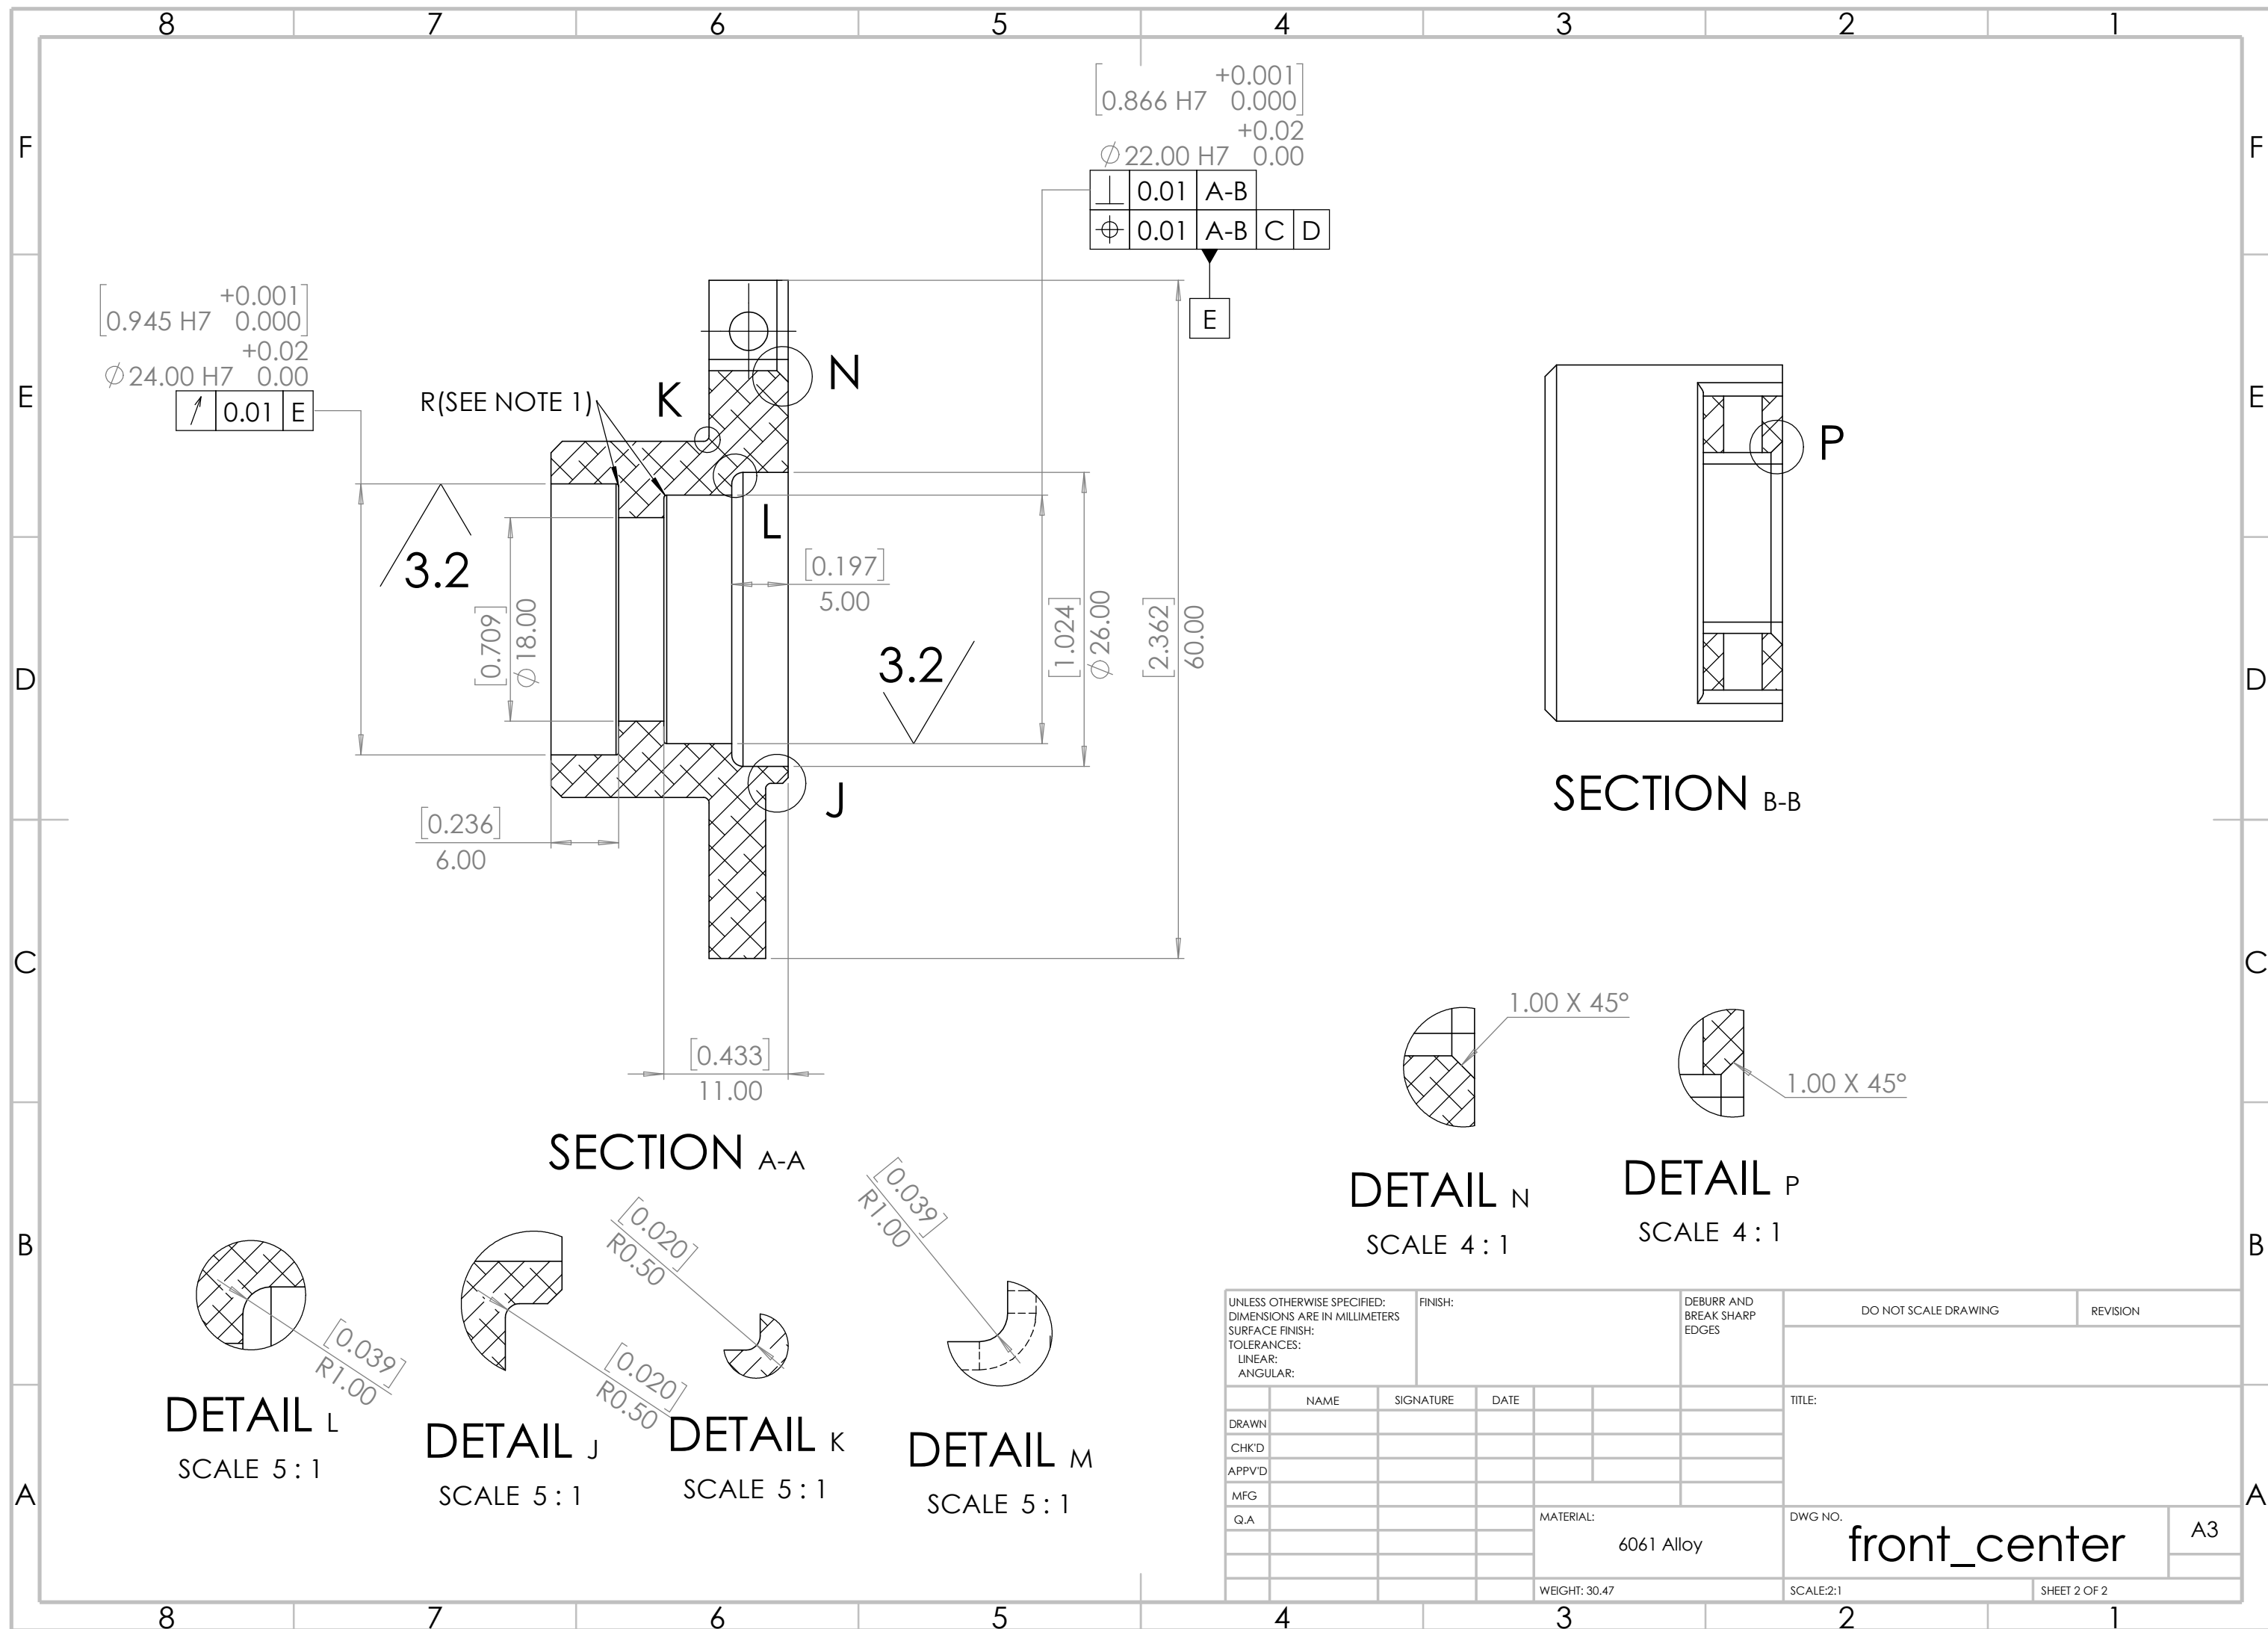 8 7 6 5 4 3 2 1
F F
E E
D D
C C
B B
A A
[0.866 H7 +0.001 0.000]
∅22.00 H7 +0.02 0.00
⟂ 0.01 A-B
⌖ 0.01 A-B C D
E
[0.945 H7 +0.001 0.000]
∅24.00 H7 +0.02 0.00
↗ 0.01 E
R(SEE NOTE 1)
K
N
L
J
3.2
[0.709]
∅18.00
[0.197]
5.00
3.2
[1.024]
∅26.00
[2.362]
60.00
[0.236]
6.00
[0.433]
11.00
SECTION A-A
P
SECTION B-B
1.00 X 45°
DETAIL N
SCALE 4 : 1
1.00 X 45°
DETAIL P
SCALE 4 : 1
[0.039]
R1.00
DETAIL L
SCALE 5 : 1
[0.020]
R0.50
DETAIL J
SCALE 5 : 1
[0.020]
R0.50
DETAIL K
SCALE 5 : 1
[0.039]
R1.00
DETAIL M
SCALE 5 : 1
UNLESS OTHERWISE SPECIFIED:
DIMENSIONS ARE IN MILLIMETERS
SURFACE FINISH:
TOLERANCES:
LINEAR:
ANGULAR:
FINISH:
DEBURR AND
BREAK SHARP
EDGES
DO NOT SCALE DRAWING
REVISION
NAME SIGNATURE DATE
DRAWN
CHK'D
APPV'D
MFG
Q.A
TITLE:
MATERIAL:
6061 Alloy
DWG NO.
front_center
A3
WEIGHT: 30.47
SCALE:2:1
SHEET 2 OF 2
8 7 6 5 4 3 2 1